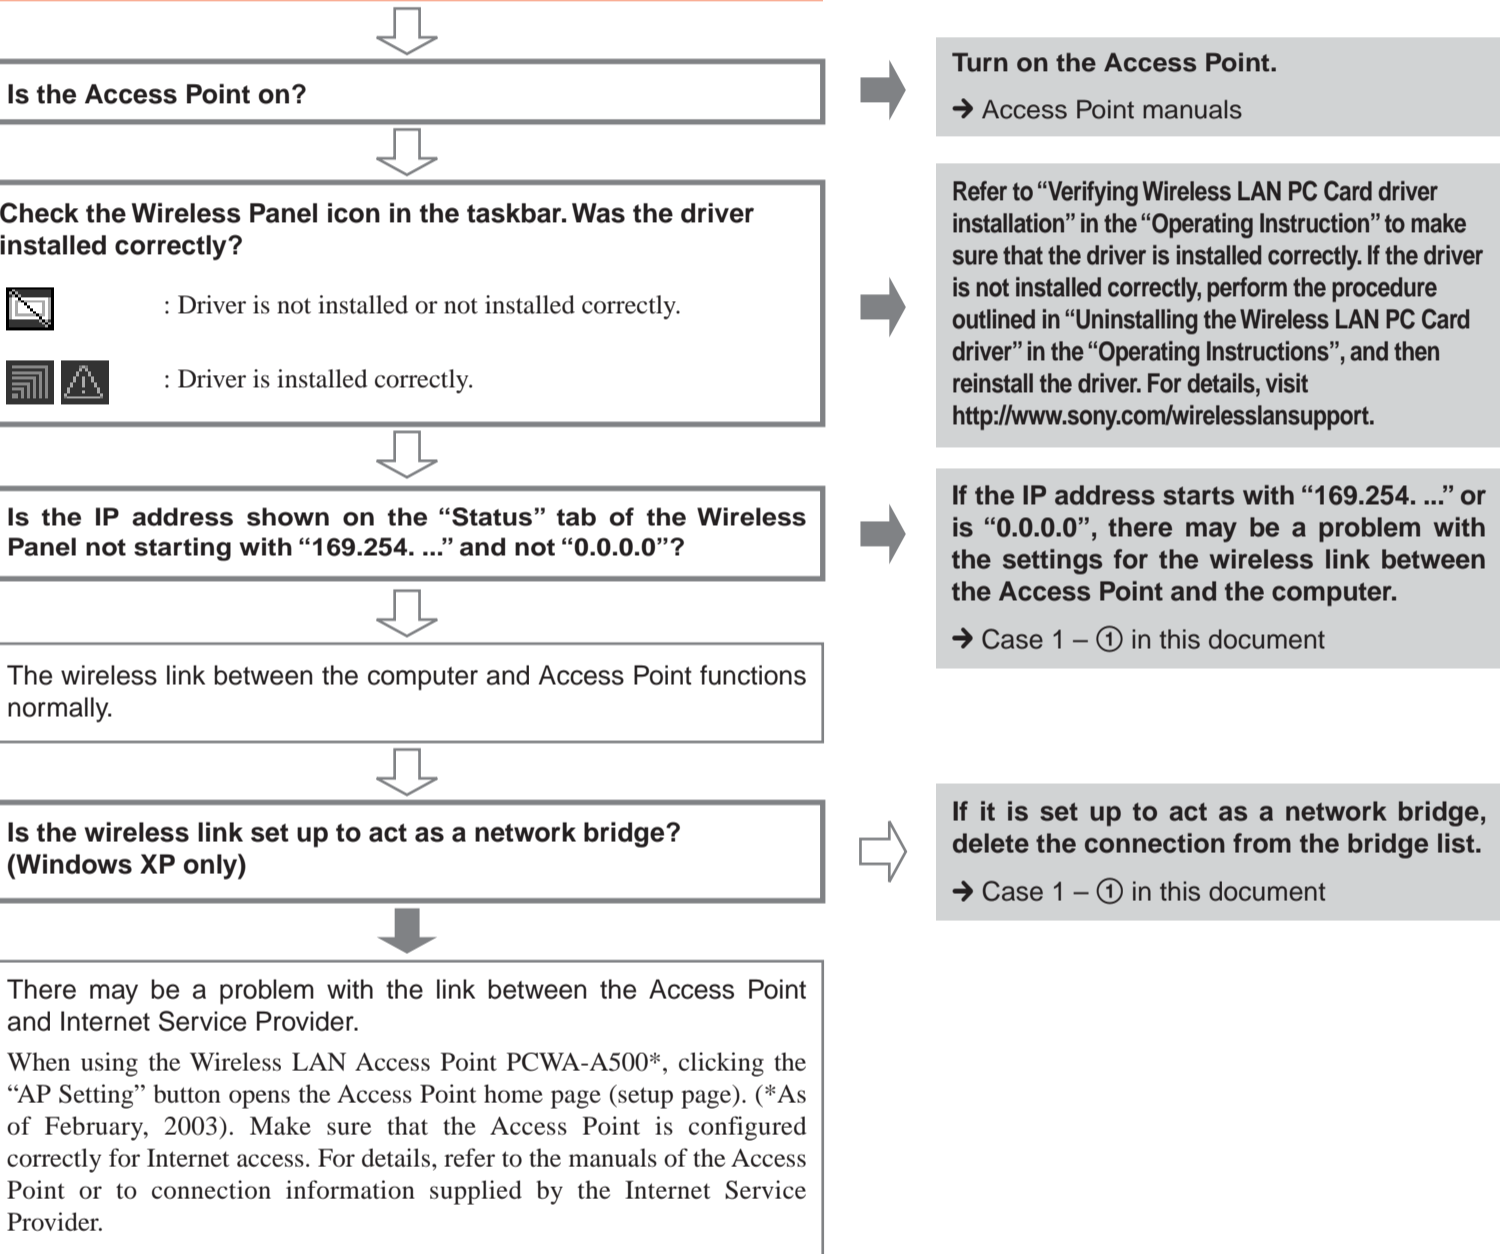 Is the Access Point on?
Turn on the Access Point.
➔ Access Point manuals
Check the Wireless Panel icon in the taskbar. Was the driver
installed correctly?
: Driver is not installed or not installed correctly.
: Driver is installed correctly.
Refer to “Verifying Wireless LAN PC Card driver
installation” in the “Operating Instruction” to make
sure that the driver is installed correctly. If the driver
is not installed correctly, perform the procedure
outlined in “Uninstalling the Wireless LAN PC Card
driver” in the “Operating Instructions”, and then
reinstall the driver. For details, visit
http://www.sony.com/wirelesslansupport.
Is the IP address shown on the “Status” tab of the Wireless
Panel not starting with “169.254. ...” and not “0.0.0.0”?
If the IP address starts with “169.254. ...” or
is “0.0.0.0”, there may be a problem with
the settings for the wireless link between
the Access Point and the computer.
➔ Case 1 – ① in this document
The wireless link between the computer and Access Point functions
normally.
Is the wireless link set up to act as a network bridge?
(Windows XP only)
If it is set up to act as a network bridge,
delete the connection from the bridge list.
➔ Case 1 – ① in this document
There may be a problem with the link between the Access Point
and Internet Service Provider.
When using the Wireless LAN Access Point PCWA-A500*, clicking the
“AP Setting” button opens the Access Point home page (setup page). (*As
of February, 2003). Make sure that the Access Point is configured
correctly for Internet access. For details, refer to the manuals of the Access
Point or to connection information supplied by the Internet Service
Provider.